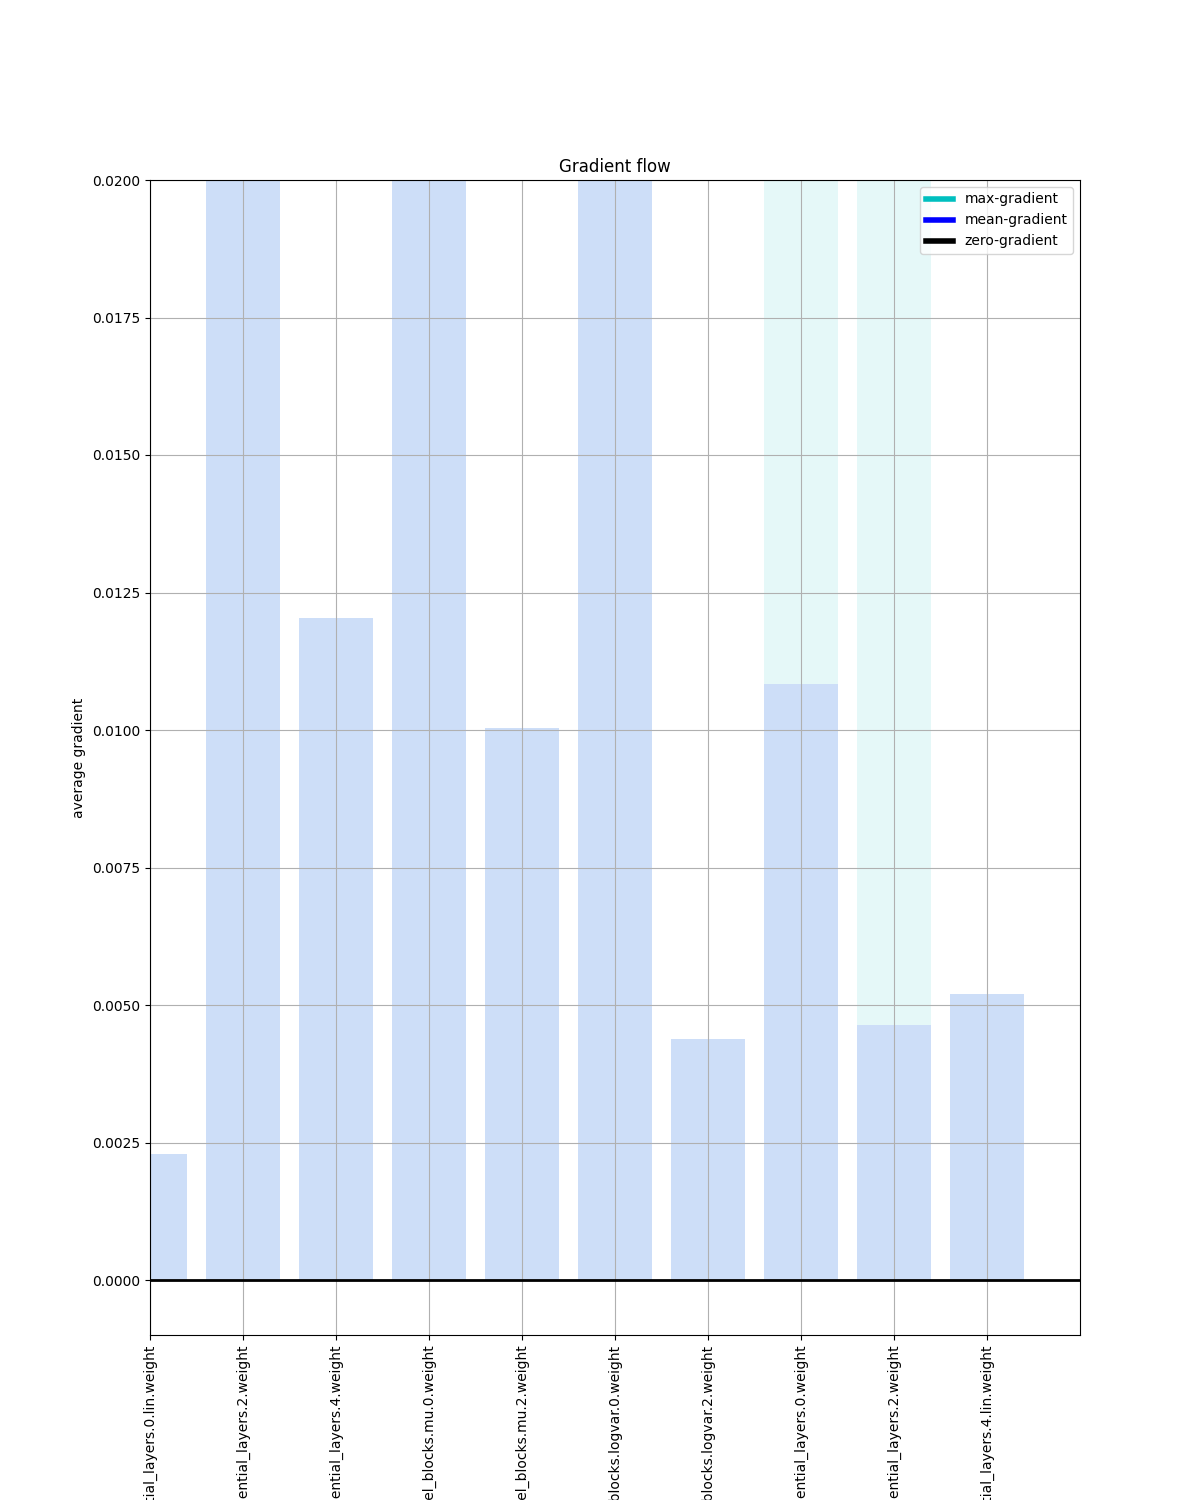 Gradient flow
max-gradient
mean-gradient
zero-gradient
0.0200
0.0175
0.0150
0.0125
0.0100
0.0075
0.0050
0.0025
0.0000
average gradient
tial_layers.0.lin.weight
ential_layers.2.weight
ential_layers.4.weight
el_blocks.mu.0.weight
el_blocks.mu.2.weight
blocks.logvar.0.weight
blocks.logvar.2.weight
ential_layers.0.weight
ential_layers.2.weight
tial_layers.4.lin.weight